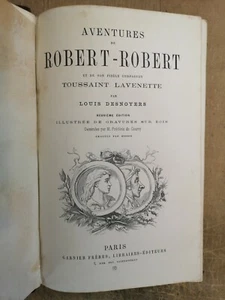 AVENTURES
DE
ROBERT-ROBERT
ET DE SON FIDÈLE COMPAGNON
TOUSSAINT LAVENETTE
PAR
LOUIS DESNOYERS
ÉDITION
ILLUSTRÉE DE GRAVURES SUR BOIS
PARIS
GARNIER FRÈRES, LIBRAIRES-ÉDITEURS